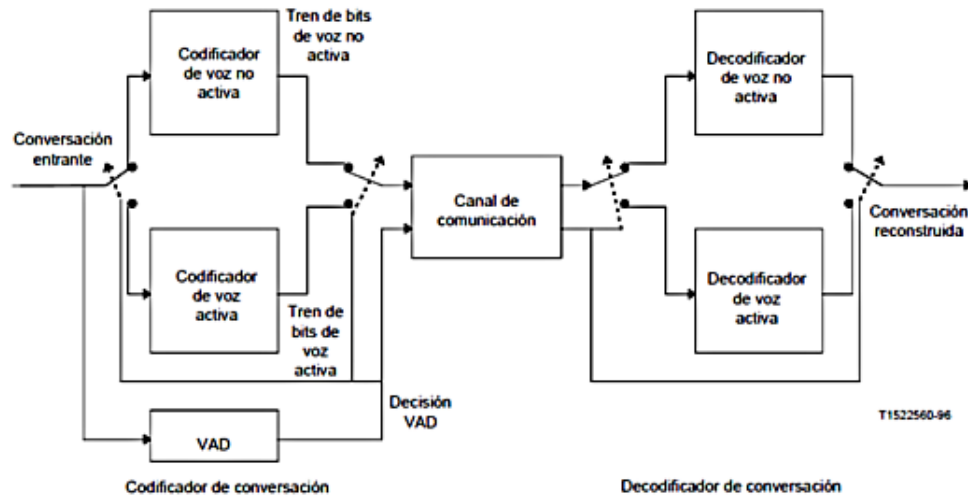 Tren de bits
de voz no
activa
Codificador
de voz no
activa
Decodificador
de voz no
activa
Conversación
entrante
Canal de
comunicación
Conversación
reconstruida
Codificador
de voz
activa
Tren de
bits de
voz
activa
Decodificador
de voz
activa
Decisión
VAD
VAD
T1522560-96
Codificador de conversación
Decodificador de conversación